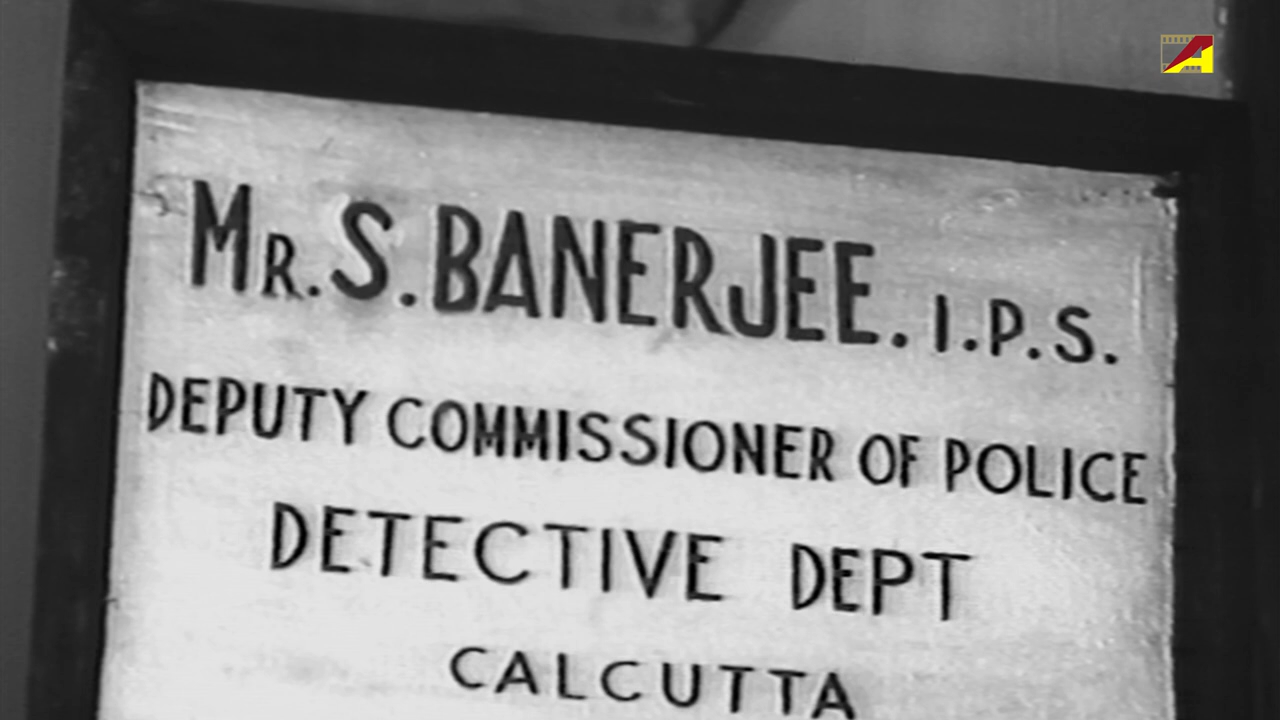 MR. S. BANERJEE. I.P.S.
DEPUTY COMMISSIONER OF POLICE
DETECTIVE DEPT
CALCUTTA